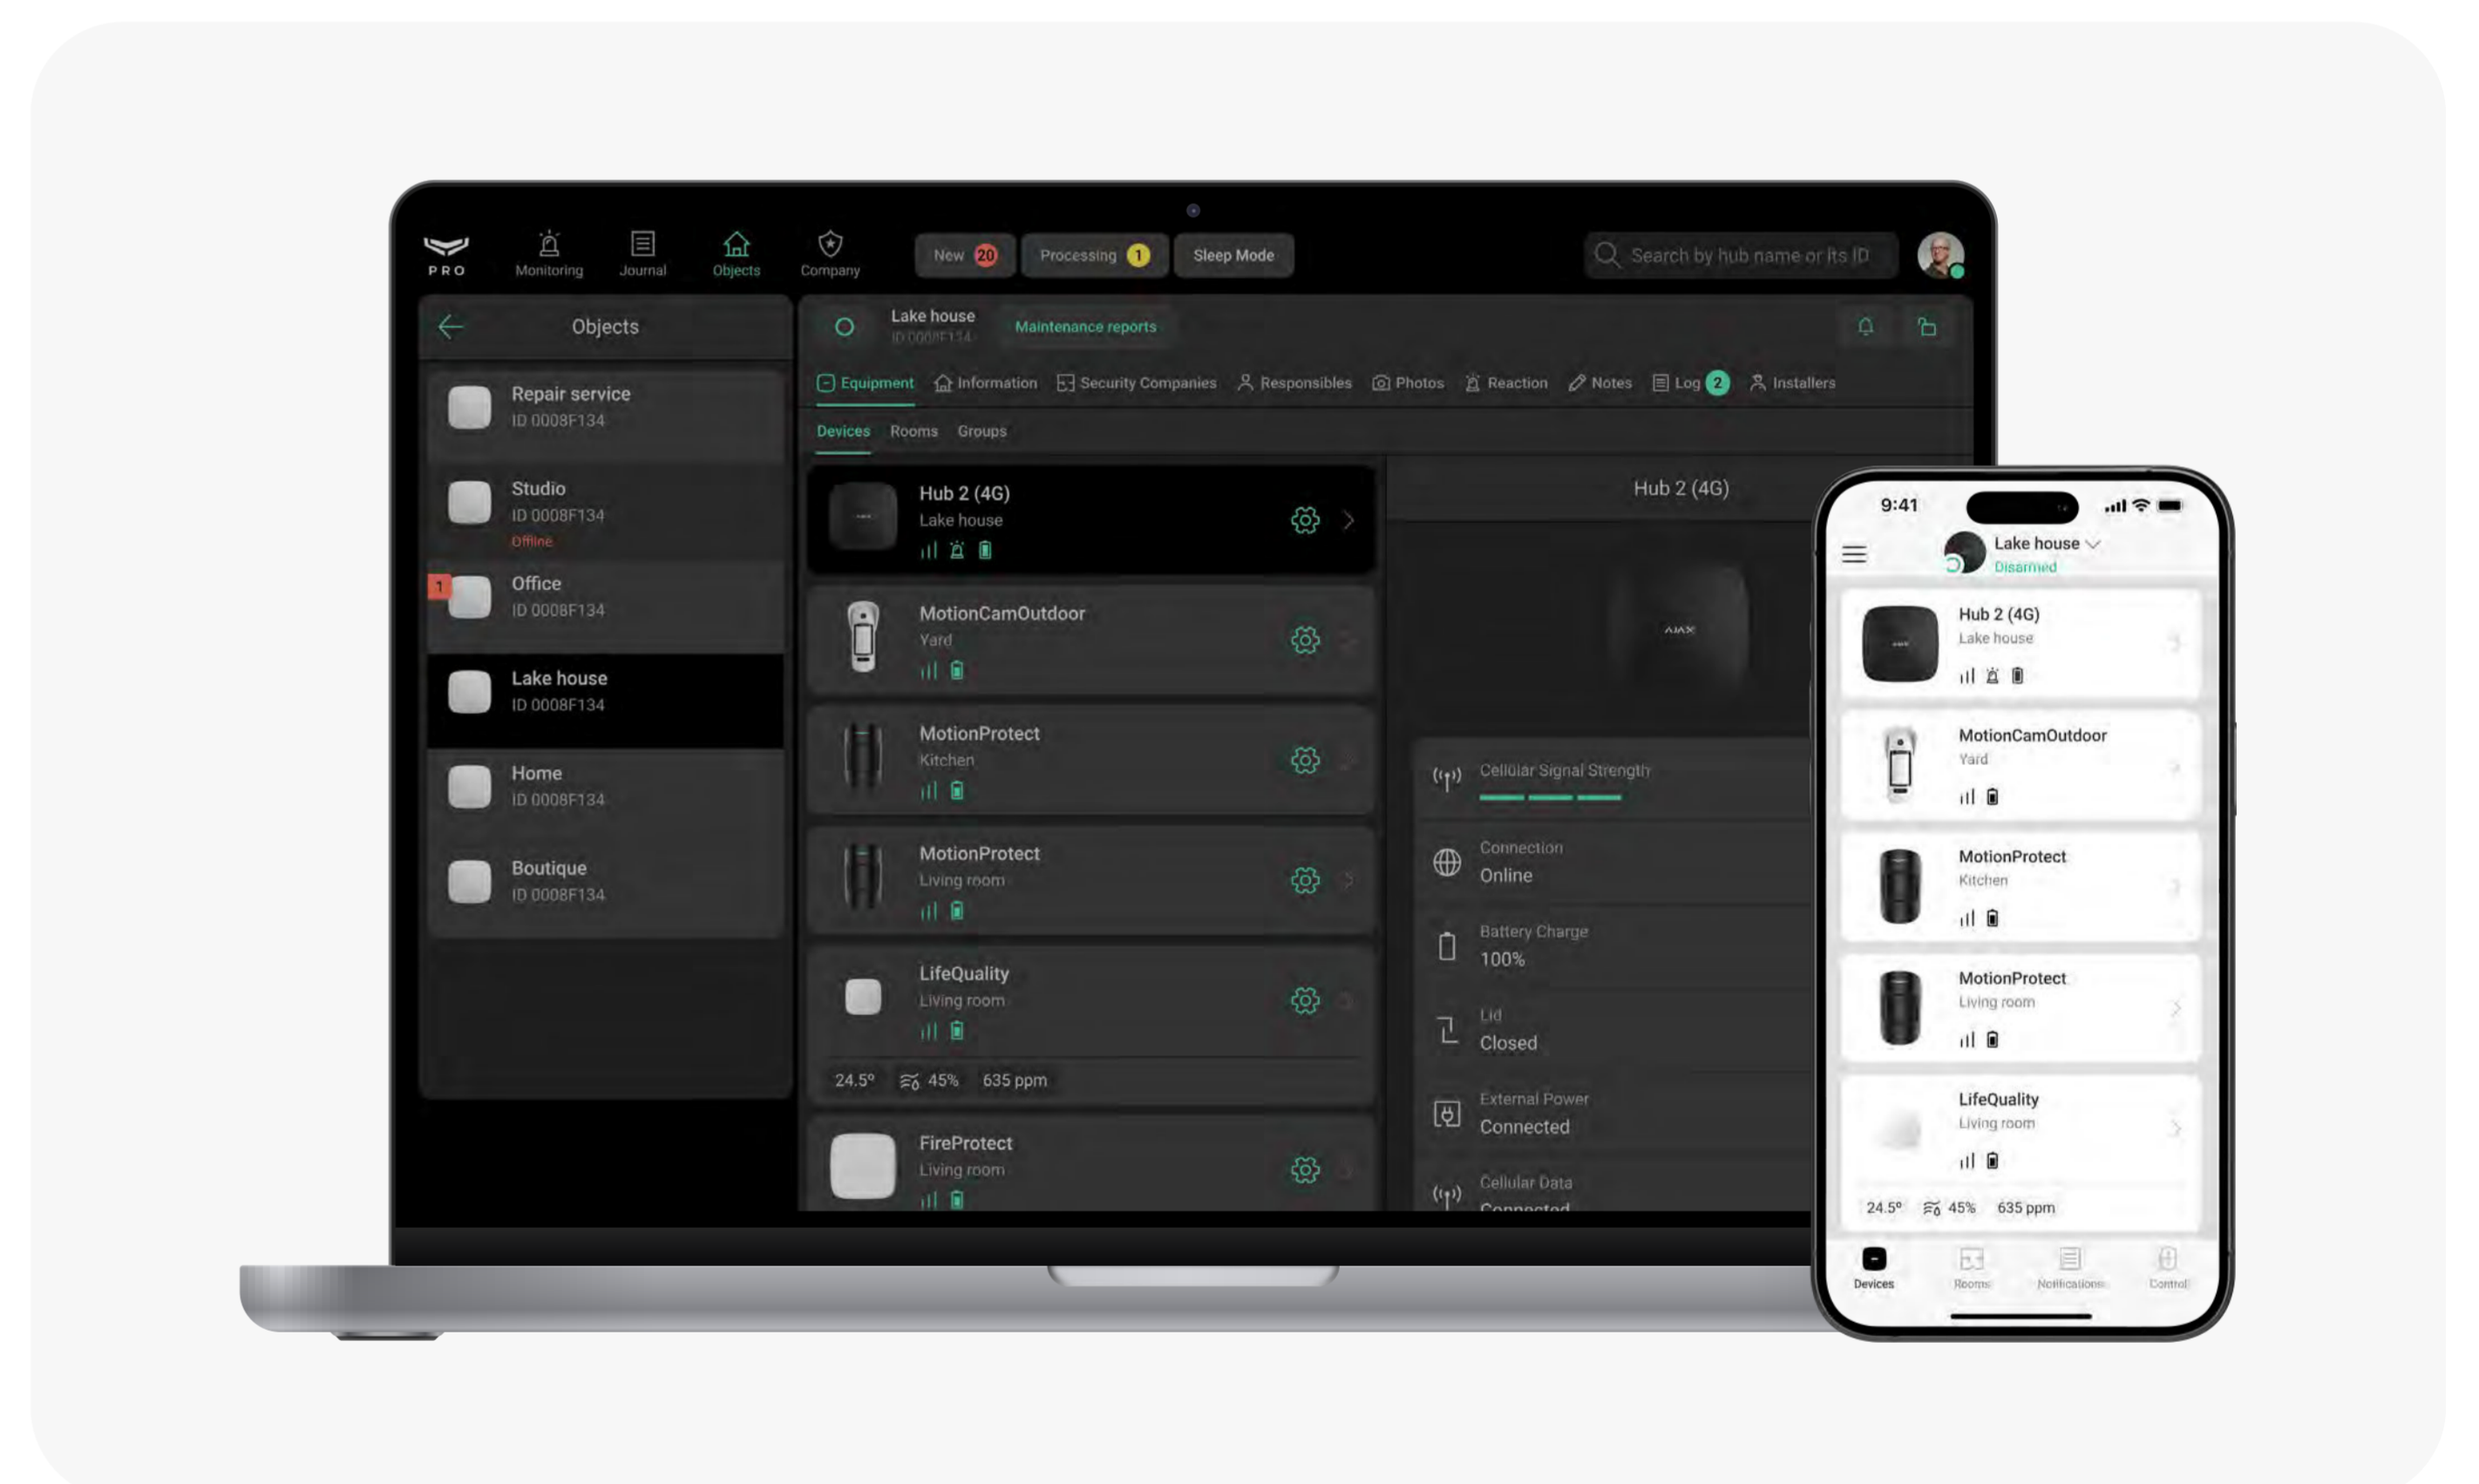 PRO
Monitoring
Journal
Objects
Company
New 20
Processing 1
Sleep Mode
Search by hub name or its ID
Objects
Repair service
ID 0008F134
Studio
ID 0008F134
Offline
1
Office
ID 0008F134
Lake house
ID 0008F134
Home
ID 0008F134
Boutique
ID 0008F134
Lake house
ID 0008F134
Maintenance reports
Equipment
Information
Security Companies
Responsibles
Photos
Reaction
Notes
Log 2
Installers
Devices
Rooms
Groups
Hub 2 (4G)
Lake house
MotionCamOutdoor
Yard
MotionProtect
Kitchen
MotionProtect
Living room
LifeQuality
Living room
24.5°
45%
635 ppm
FireProtect
Living room
Hub 2 (4G)
AJAX
Cellular Signal Strength
Connection
Online
Battery Charge
100%
Lid
Closed
External Power
Connected
Cellular Data
Connected
9:41
Lake house
Disarmed
Hub 2 (4G)
Lake house
MotionCamOutdoor
Yard
MotionProtect
Kitchen
MotionProtect
Living room
LifeQuality
Living room
24.5°
45%
635 ppm
Devices
Rooms
Notifications
Control